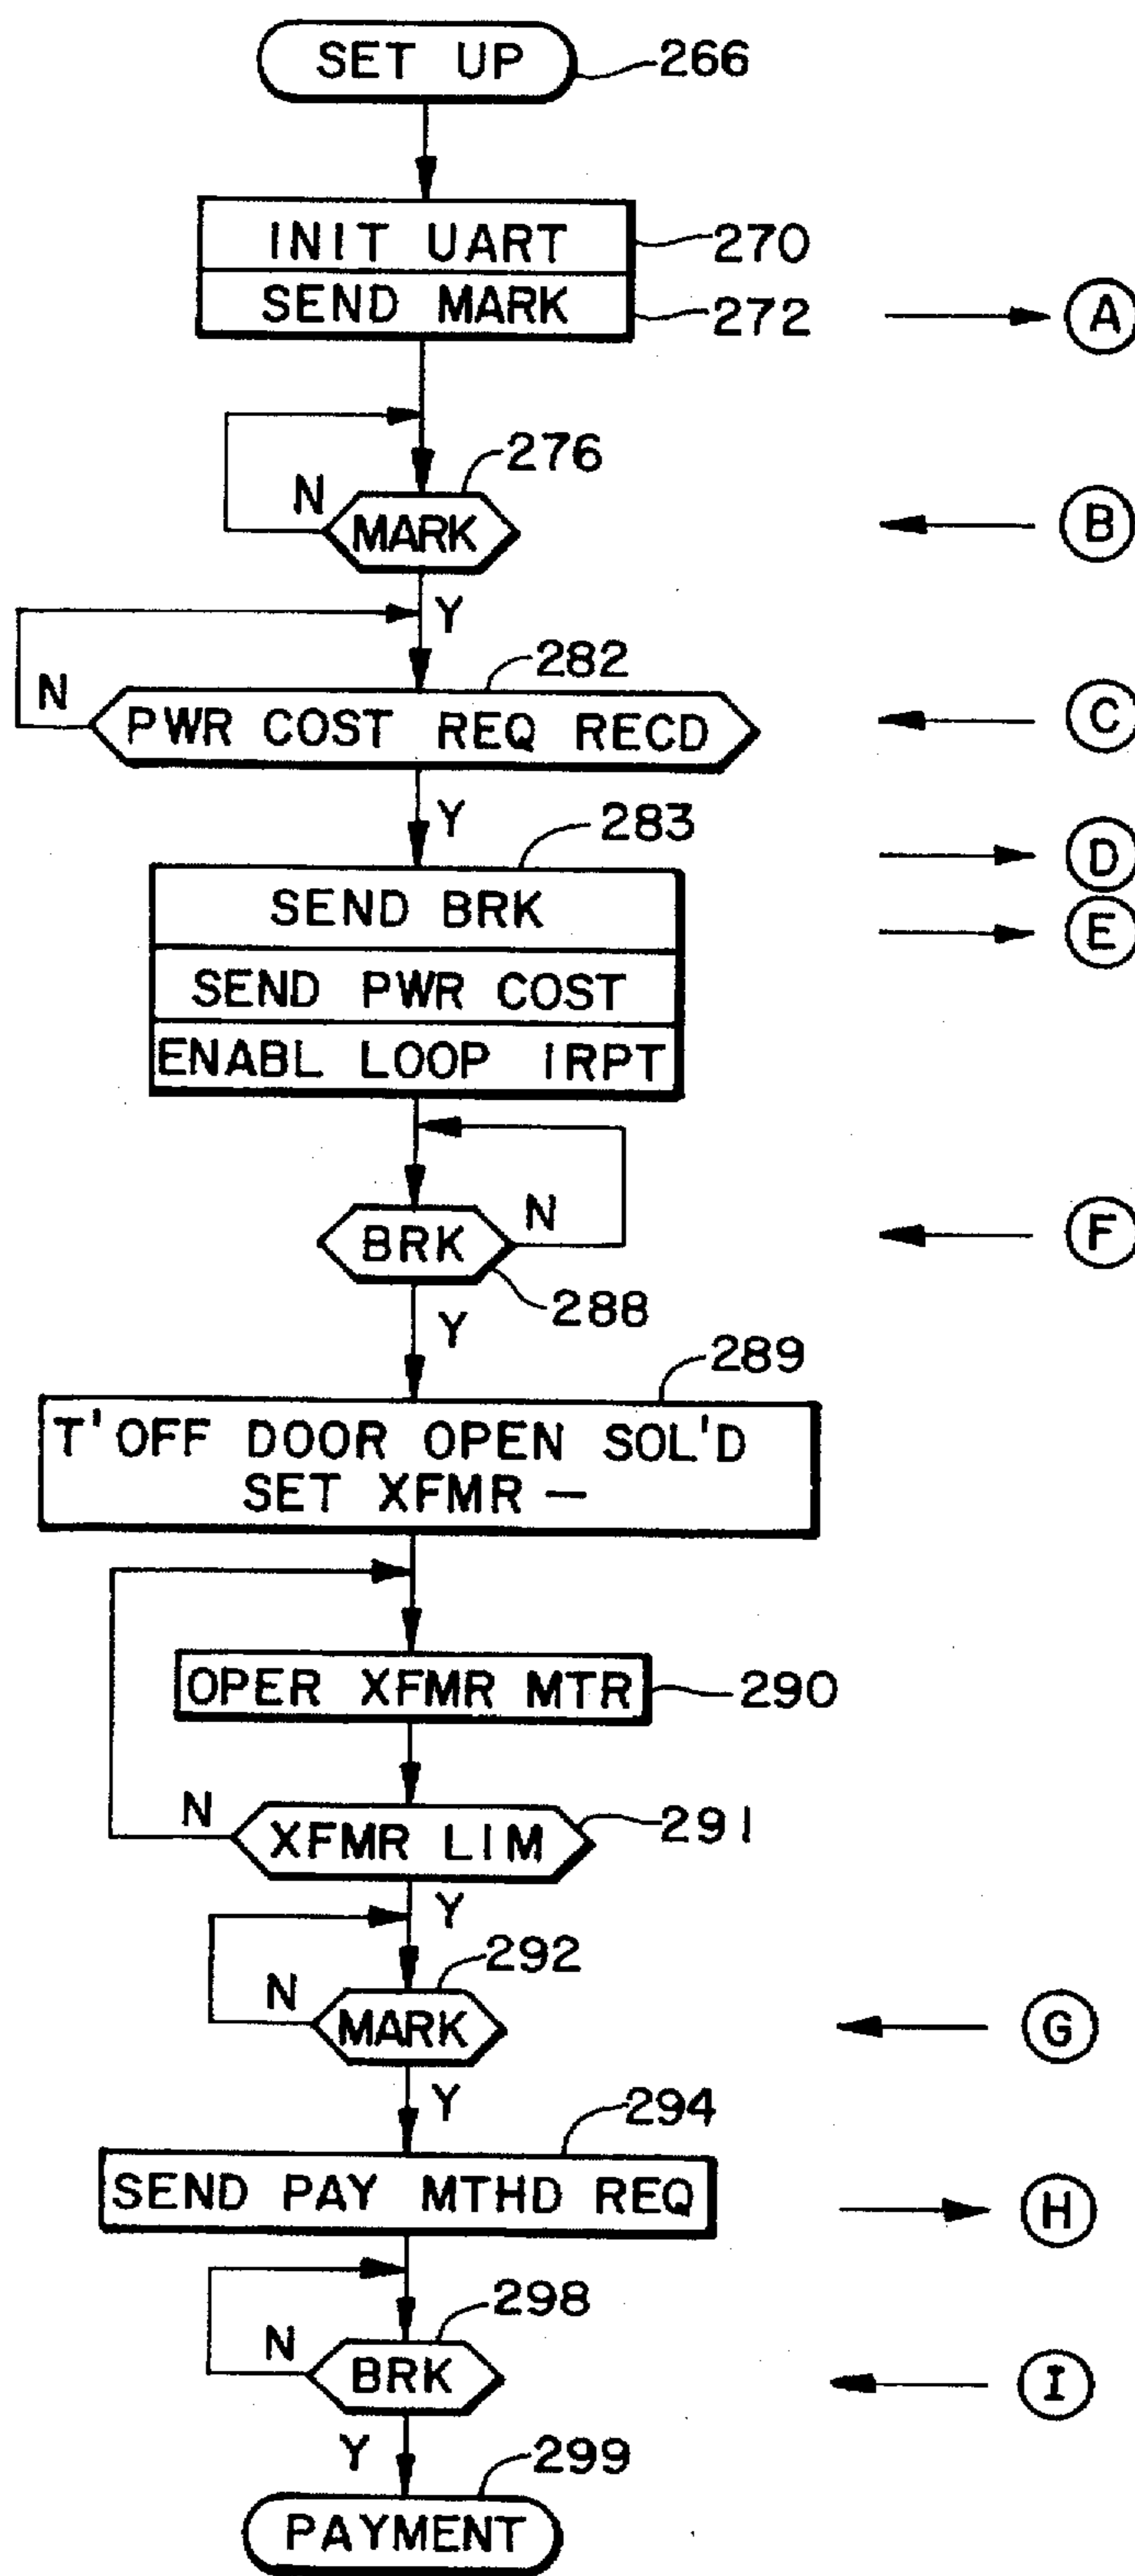 SET UP
266
INIT UART
270
SEND MARK
272
A
276
N
MARK
B
Y
282
N
PWR COST REQ RECD
C
Y
283
D
SEND BRK
E
SEND PWR COST
ENABL LOOP IRPT
N
BRK
F
288
Y
289
T'OFF DOOR OPEN SOL'D
SET XFMR –
OPER XFMR MTR
290
N
XFMR LIM
291
Y
292
N
MARK
G
Y
294
SEND PAY MTHD REQ
H
298
N
BRK
I
Y
299
PAYMENT